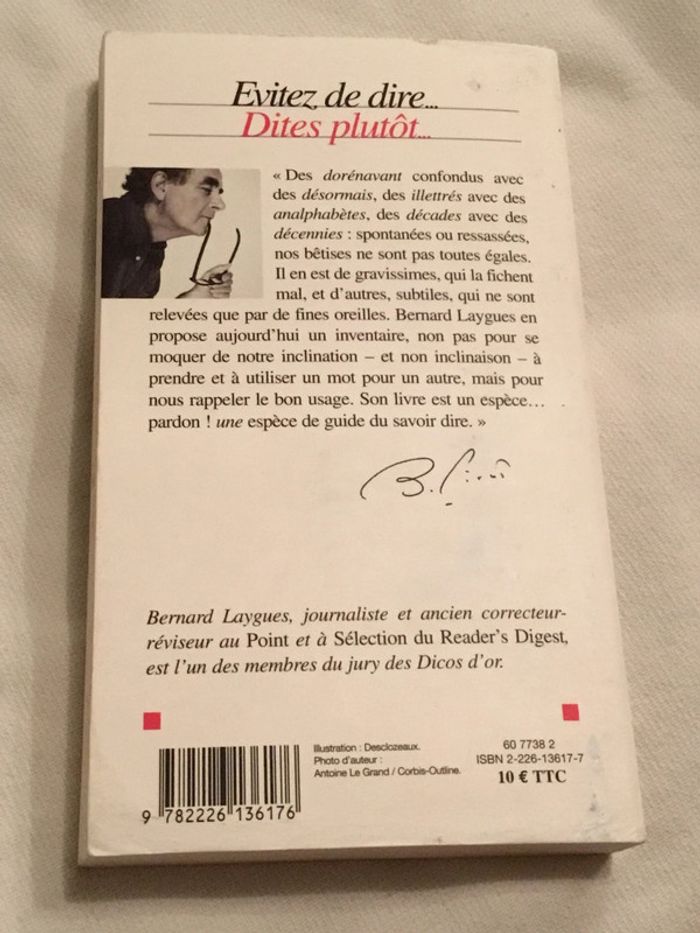 Evitez de dire...
Dites plutôt...
« Des dorénavant confondus avec
des désormais, des illettrés avec des
analphabètes, des décades avec des
décennies : spontanées ou ressassées,
nos bêtises ne sont pas toutes égales.
Il en est de gravissimes, qui la fichent
mal, et d'autres, subtiles, qui ne sont
relevées que par de fines oreilles. Bernard Laygues en
propose aujourd'hui un inventaire, non pas pour se
moquer de notre inclination – et non inclinaison – à
prendre et à utiliser un mot pour un autre, mais pour
nous rappeler le bon usage. Son livre est un espèce…
pardon ! une espèce de guide du savoir dire. »
Bernard Laygues, journaliste et ancien correcteur-
réviseur au Point et à Sélection du Reader's Digest,
est l'un des membres du jury des Dicos d'or.
Illustration : Desclozeaux.
Photo d'auteur :
Antoine Le Grand / Corbis-Outline.
60 7738 2
ISBN 2-226-13617-7
10 € TTC
9 782226 136176